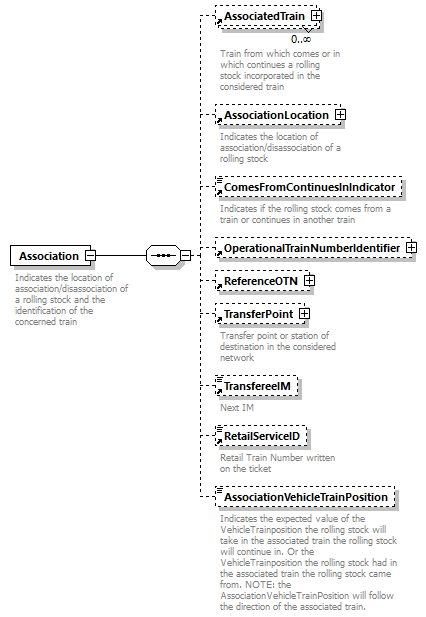 AssociatedTrain
0..∞
Train from which comes or in
which continues a rolling
stock incorporated in the
considered train
AssociationLocation
Indicates the location of
association/disassociation of a
rolling stock
ComesFromContinuesInIndicator
Indicates if the rolling stock comes from a
train or continues in another train
Association
Indicates the location of
association/disassociation of
a rolling stock and the
identification of the
concerned train
OperationalTrainNumberIdentifier
ReferenceOTN
TransferPoint
Transfer point or station of
destination in the considered
network
TransfereeIM
Next IM
RetailServiceID
Retail Train Number written
on the ticket
AssociationVehicleTrainPosition
Indicates the expected value of the
VehicleTrainposition the rolling stock will
take in the associated train the rolling stock
will continue in. Or the
VehicleTrainposition the rolling stock had in
the associated train the rolling stock came
from. NOTE: the
AssociationVehicleTrainPosition will follow
the direction of the associated train.